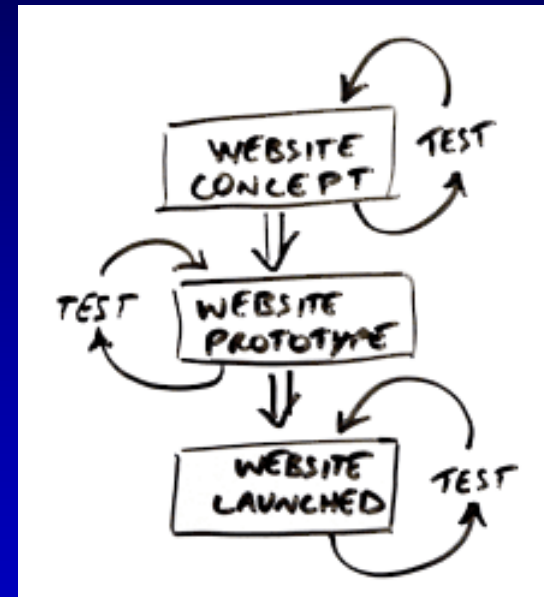 WEBSITE
CONCEPT
TEST
TEST
WEBSITE
PROTOTYPE
WEBSITE
LAUNCHED
TEST